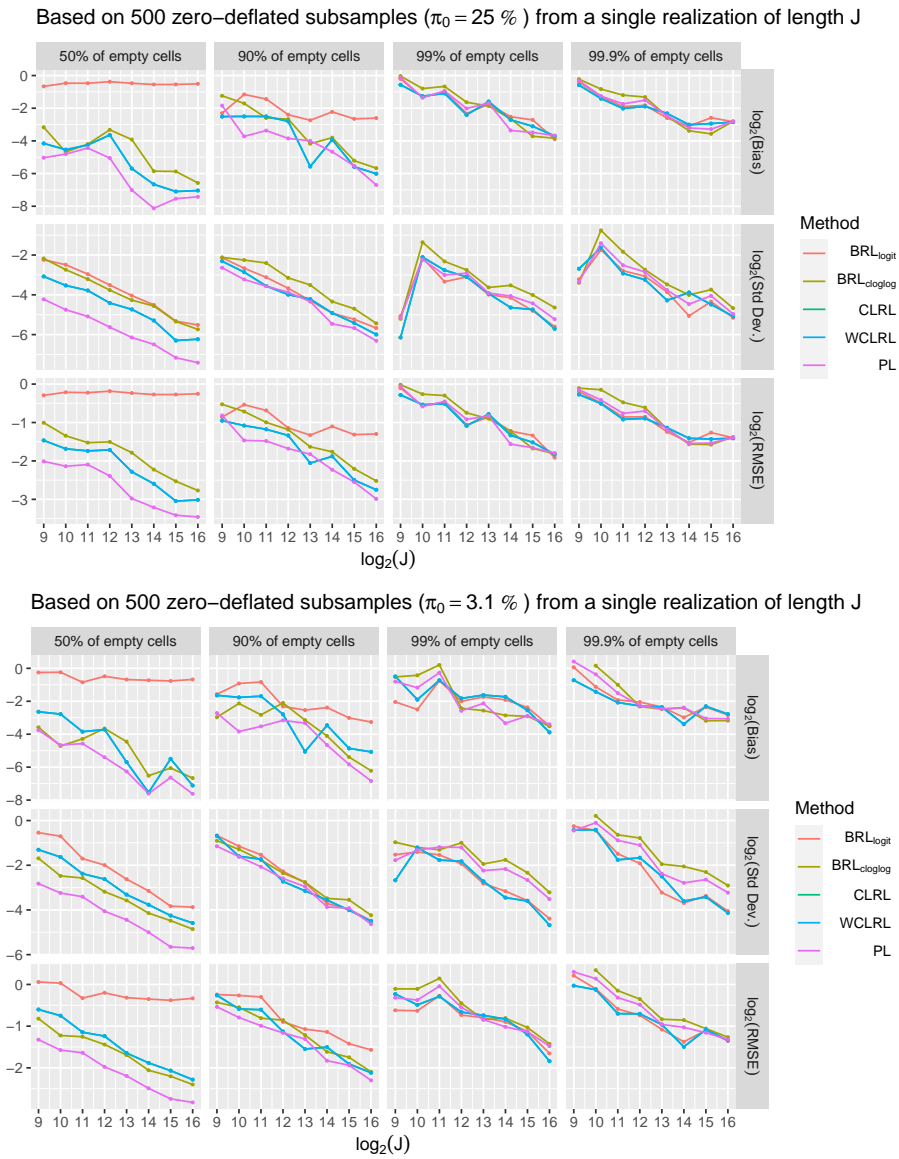 Based on 500 zero−deflated subsamples (π0 = 25 % ) from a single realization of length J
50% of empty cells
90% of empty cells
99% of empty cells
99.9% of empty cells
0
−2
−4
−6
−8
log2(Bias)
−2
−4
−6
log2(Std Dev.)
0
−1
−2
−3
log2(RMSE)
9 10 11 12 13 14 15 16
9 10 11 12 13 14 15 16
9 10 11 12 13 14 15 16
9 10 11 12 13 14 15 16
log2(J)
Method
BRLlogit
BRLcloglog
CLRL
WCLRL
PL
Based on 500 zero−deflated subsamples (π0 = 3.1 % ) from a single realization of length J
50% of empty cells
90% of empty cells
99% of empty cells
99.9% of empty cells
0
−2
−4
−6
−8
log2(Bias)
0
−2
−4
−6
log2(Std Dev.)
0
−1
−2
log2(RMSE)
9 10 11 12 13 14 15 16
9 10 11 12 13 14 15 16
9 10 11 12 13 14 15 16
9 10 11 12 13 14 15 16
log2(J)
Method
BRLlogit
BRLcloglog
CLRL
WCLRL
PL